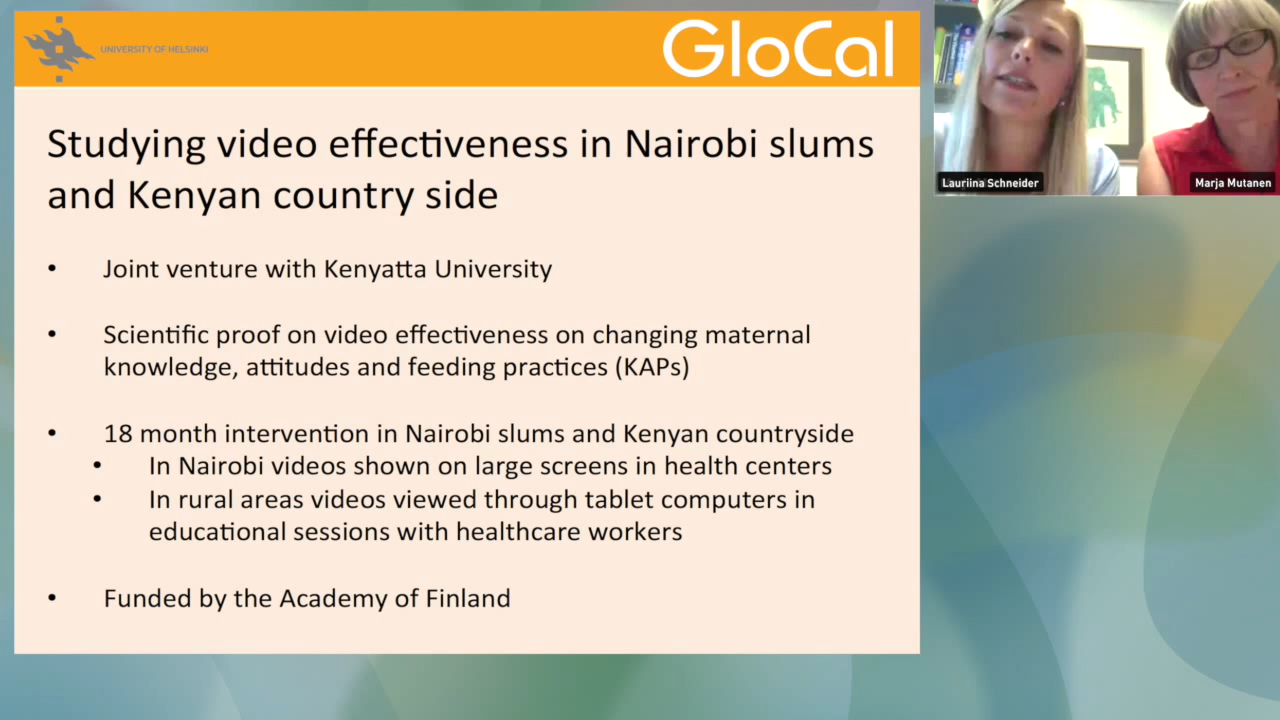 UNIVERSITY OF HELSINKI
GloCal
Studying video effectiveness in Nairobi slums
and Kenyan country side
• Joint venture with Kenyatta University
• Scientific proof on video effectiveness on changing maternal
knowledge, attitudes and feeding practices (KAPs)
• 18 month intervention in Nairobi slums and Kenyan countryside
• In Nairobi videos shown on large screens in health centers
• In rural areas videos viewed through tablet computers in
educational sessions with healthcare workers
• Funded by the Academy of Finland
Lauriina Schneider
Marja Mutanen